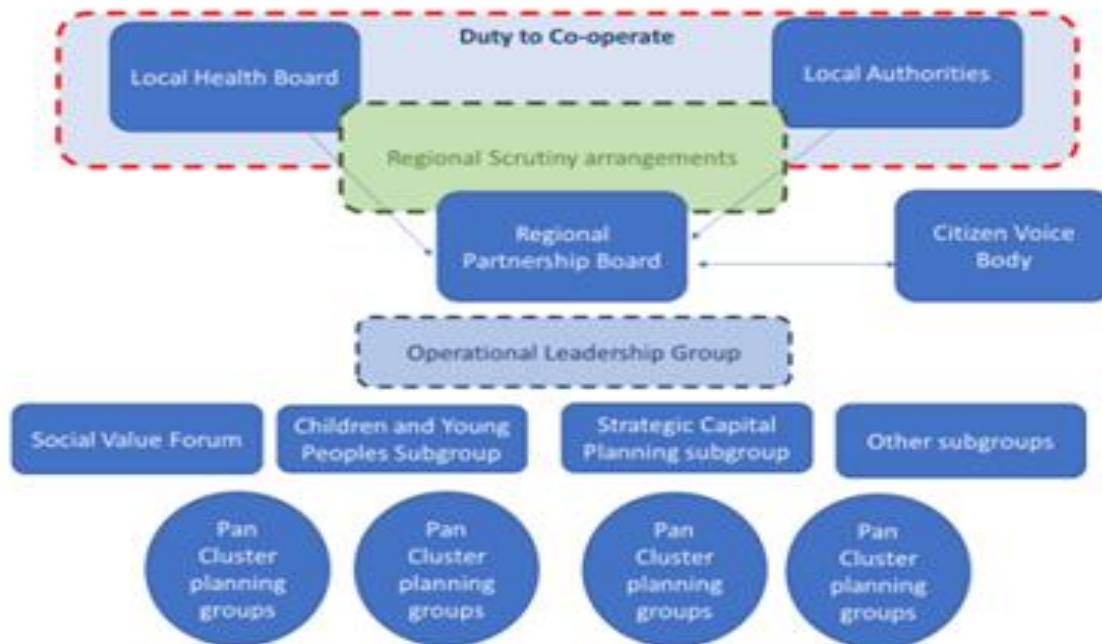 Duty to Co-operate
Local Health Board
Local Authorities
Regional Scrutiny arrangements
Regional
Partnership Board
Citizen Voice
Body
Operational Leadership Group
Social Value Forum
Children and Young
Peoples Subgroup
Strategic Capital
Planning subgroup
Other subgroups
Pan
Cluster
planning
groups
Pan
Cluster
planning
groups
Pan
Cluster
planning
groups
Pan
Cluster
planning
groups